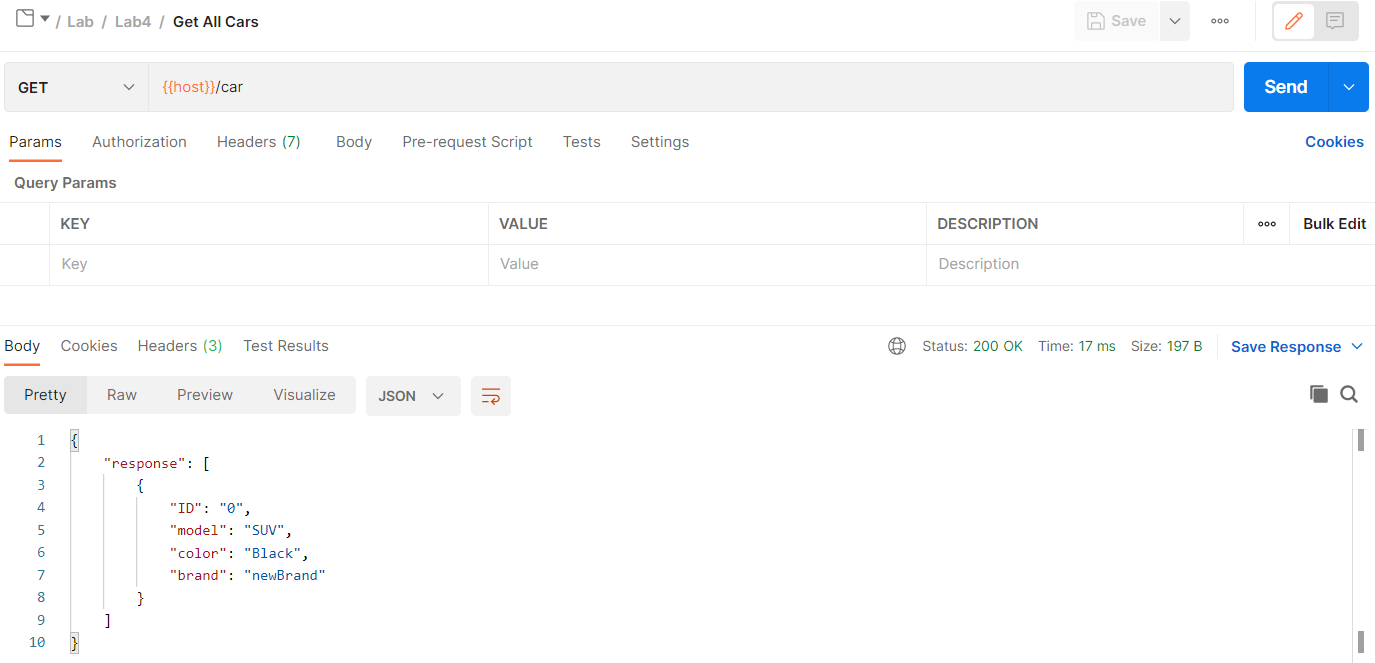 / Lab / Lab4 / Get All Cars
Save
GET
{{host}}/car
Send
Params Authorization Headers (7) Body Pre-request Script Tests Settings Cookies
Query Params
KEY VALUE DESCRIPTION Bulk Edit
Key Value Description
Body Cookies Headers (3) Test Results Status: 200 OK Time: 17 ms Size: 197 B Save Response
Pretty Raw Preview Visualize JSON
1 {
2 "response": [
3 {
4 "ID": "0",
5 "model": "SUV",
6 "color": "Black",
7 "brand": "newBrand"
8 }
9 ]
10 }